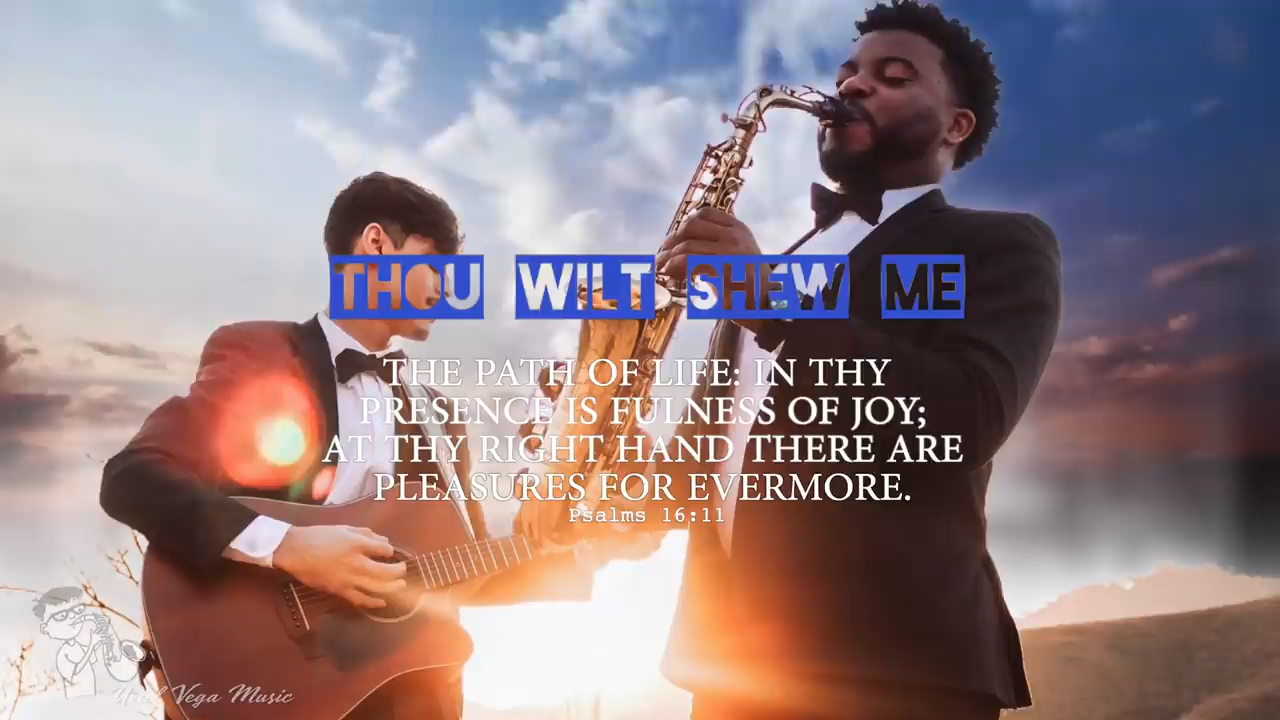 THOU WILT SHEW ME
THE PATH OF LIFE: IN THY
PRESENCE IS FULNESS OF JOY;
AT THY RIGHT HAND THERE ARE
PLEASURES FOR EVERMORE.
Psalms 16:11
Vega Music